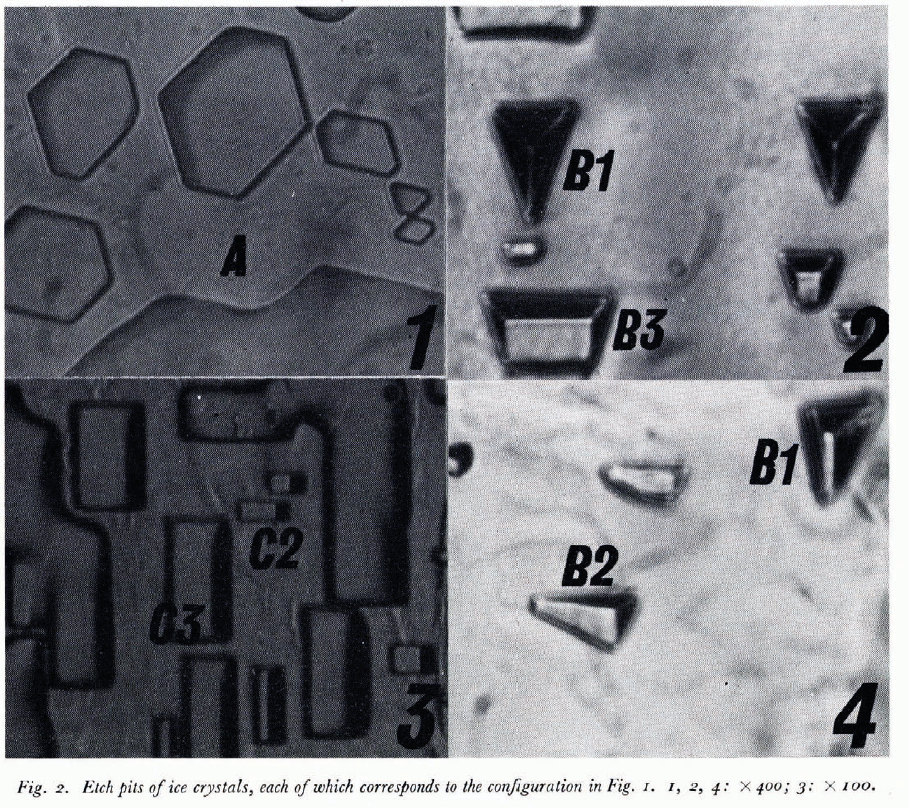 A
1
B1
B3
2
C2
C3
3
B1
B2
4
Fig. 2. Etch pits of ice crystals, each of which corresponds to the configuration in Fig. 1. 1, 2, 4: × 400; 3: × 100.